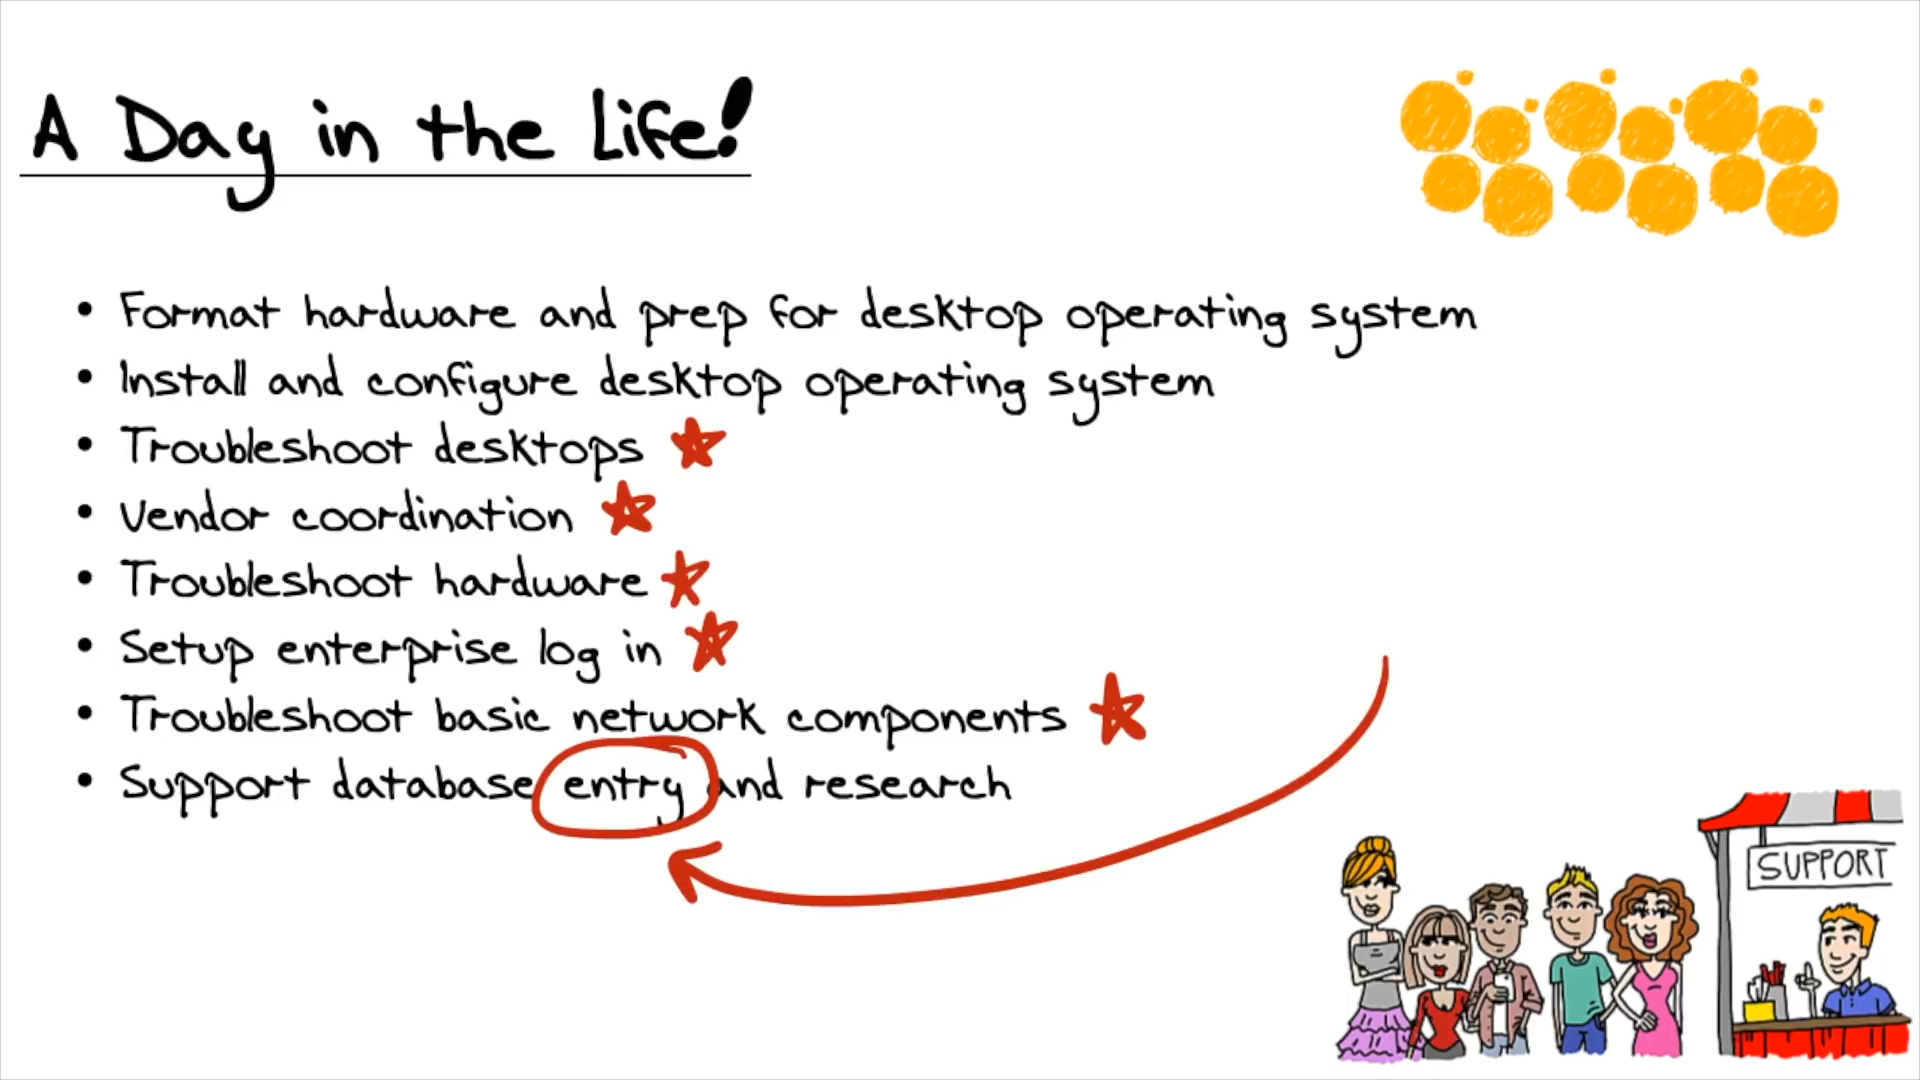 A Day in the Life!
• Format hardware and prep for desktop operating system
• Install and configure desktop operating system
• Troubleshoot desktops
• Vendor coordination
• Troubleshoot hardware
• Setup enterprise log in
• Troubleshoot basic network components
• Support database entry and research
SUPPORT